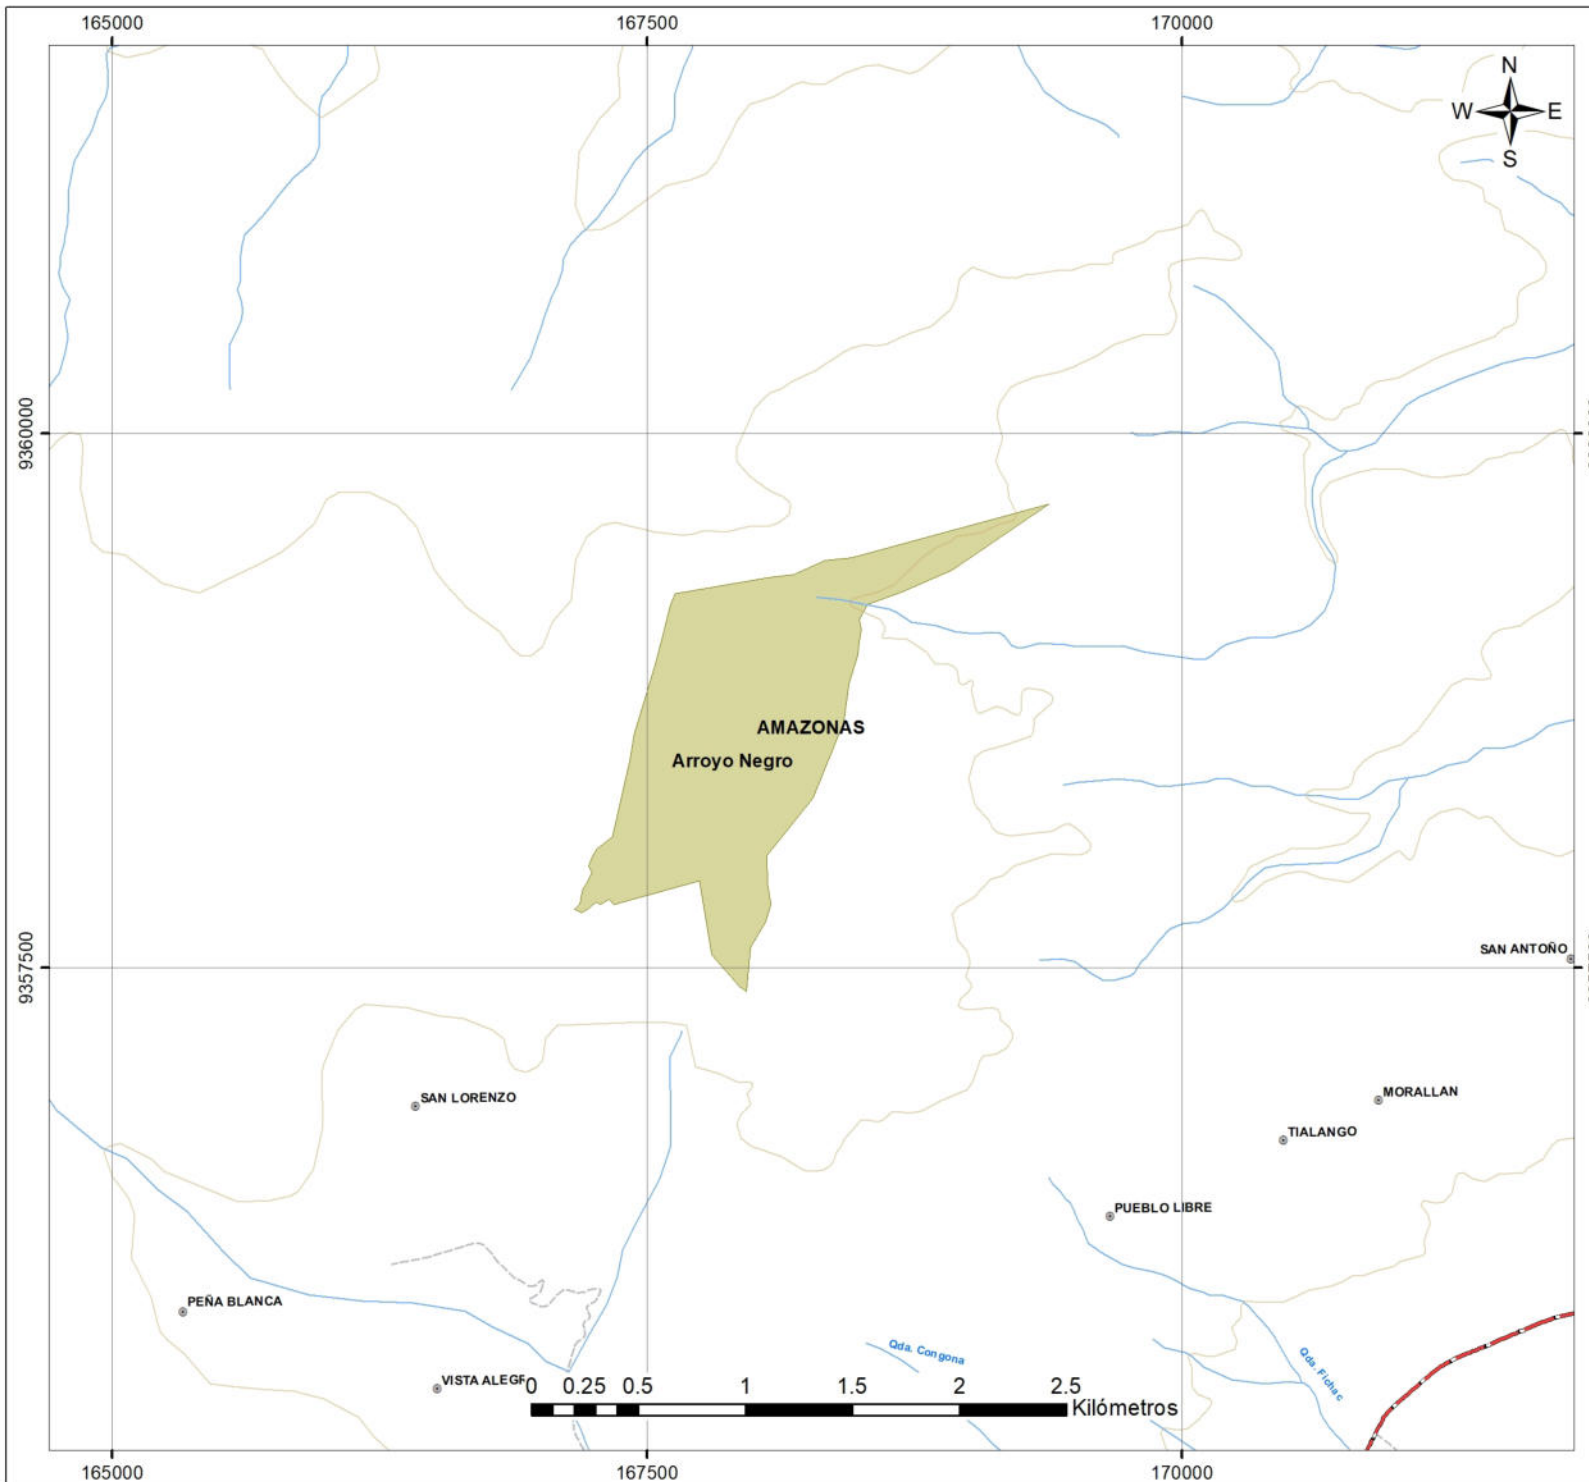 165000
167500
170000
N
W
E
S
9360000
AMAZONAS
Arroyo Negro
9357500
SAN ANTOÑO
SAN LORENZO
MORALLAN
TIALANGO
PUEBLO LIBRE
PEÑA BLANCA
Qda. Congona
Qda. Fichac
VISTA ALEGR
0 0.25 0.5 1 1.5 2 2.5
Kilómetros
165000
167500
170000